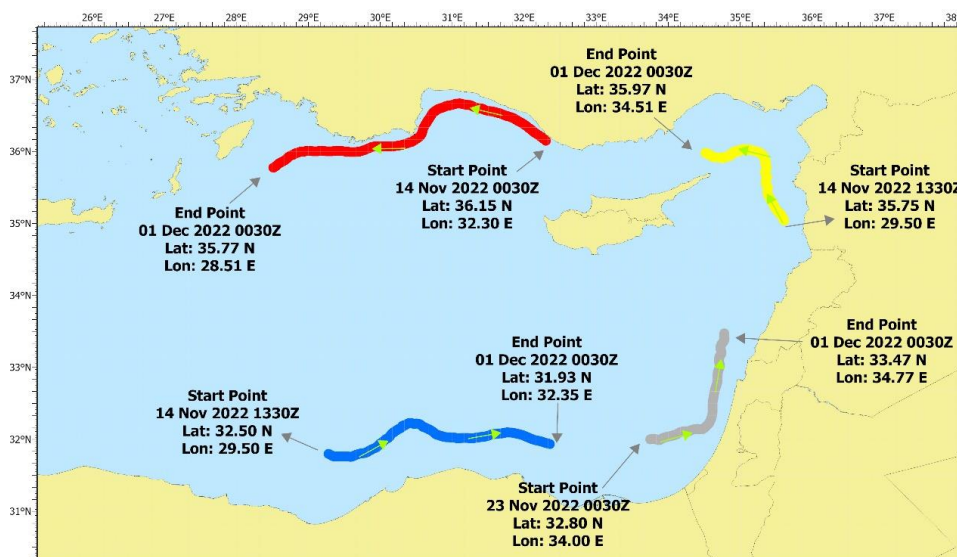 26°E 27°E 28°E 29°E 30°E 31°E 32°E 33°E 34°E 35°E 36°E 37°E 38
37°N
36°N
35°N
34°N
33°N
32°N
31°N
End Point
01 Dec 2022 0030Z
Lat: 35.97 N
Lon: 34.51 E
Start Point
14 Nov 2022 0030Z
Lat: 36.15 N
Lon: 32.30 E
Start Point
14 Nov 2022 1330Z
Lat: 35.75 N
Lon: 29.50 E
End Point
01 Dec 2022 0030Z
Lat: 35.77 N
Lon: 28.51 E
End Point
01 Dec 2022 0030Z
Lat: 33.47 N
Lon: 34.77 E
End Point
01 Dec 2022 0030Z
Lat: 31.93 N
Lon: 32.35 E
Start Point
14 Nov 2022 1330Z
Lat: 32.50 N
Lon: 29.50 E
Start Point
23 Nov 2022 0030Z
Lat: 32.80 N
Lon: 34.00 E